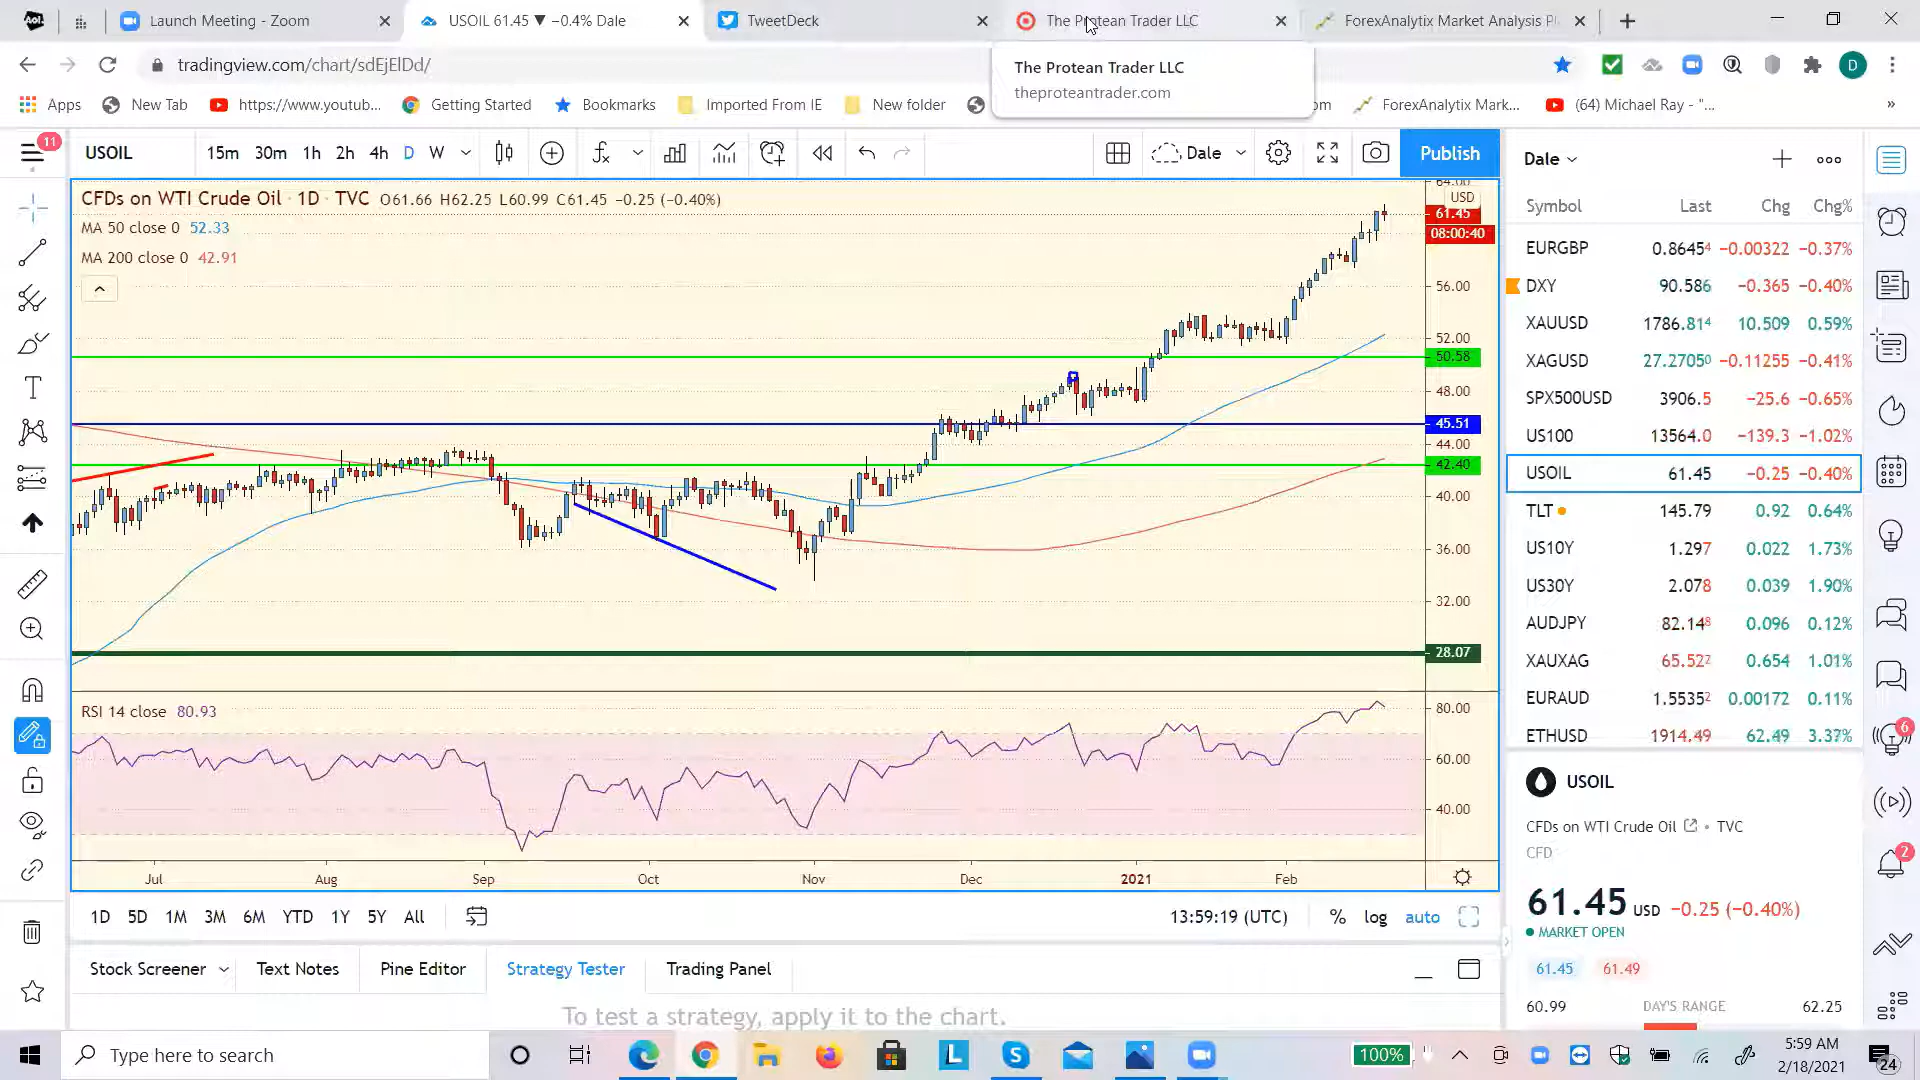 Aol.
Launch Meeting - Zoom
USOIL 61.45 ▼ −0.4% Dale
TweetDeck
The Protean Trader LLC
ForexAnalytix Market Analysis Pl
tradingview.com/chart/sdEjElDd/
The Protean Trader LLC
theproteantrader.com
D
Apps
New Tab
https://www.youtub...
Getting Started
Bookmarks
Imported From IE
New folder
om
ForexAnalytix Mark...
(64) Michael Ray - "...
»
11
USOIL
15m 30m 1h 2h 4h D W
Dale
Publish
CFDs on WTI Crude Oil · 1D · TVC O61.66 H62.25 L60.99 C61.45 −0.25 (−0.40%)
MA 50 close 0 52.33
MA 200 close 0 42.91
64.00
USD
61.45
08:00:40
56.00
52.00
50.58
48.00
45.51
44.00
42.40
40.00
36.00
32.00
28.07
RSI 14 close 80.93
80.00
60.00
40.00
Jul Aug Sep Oct Nov Dec 2021 Feb
1D 5D 1M 3M 6M YTD 1Y 5Y All
13:59:19 (UTC) % log auto
Stock Screener
Text Notes
Pine Editor
Strategy Tester
Trading Panel
To test a strategy, apply it to the chart.
Dale
Symbol Last Chg Chg%
EURGBP 0.8645⁴ −0.00322 −0.37%
DXY 90.586 −0.365 −0.40%
XAUUSD 1786.81⁴ 10.509 0.59%
XAGUSD 27.2705⁰ −0.11255 −0.41%
SPX500USD 3906.5 −25.6 −0.65%
US100 13564.0 −139.3 −1.02%
USOIL 61.45 −0.25 −0.40%
TLT 145.79 0.92 0.64%
US10Y 1.297 0.022 1.73%
US30Y 2.078 0.039 1.90%
AUDJPY 82.14⁸ 0.096 0.12%
XAUXAG 65.52⁷ 0.654 1.01%
EURAUD 1.5535² 0.00172 0.11%
ETHUSD 1914.49 62.49 3.37%
USOIL
CFDs on WTI Crude Oil • TVC
CFD
61.45 USD −0.25 (−0.40%)
MARKET OPEN
61.45 61.49
60.99 DAY'S RANGE 62.25
6
2
Type here to search
L
100%
5:59 AM
2/18/2021
24